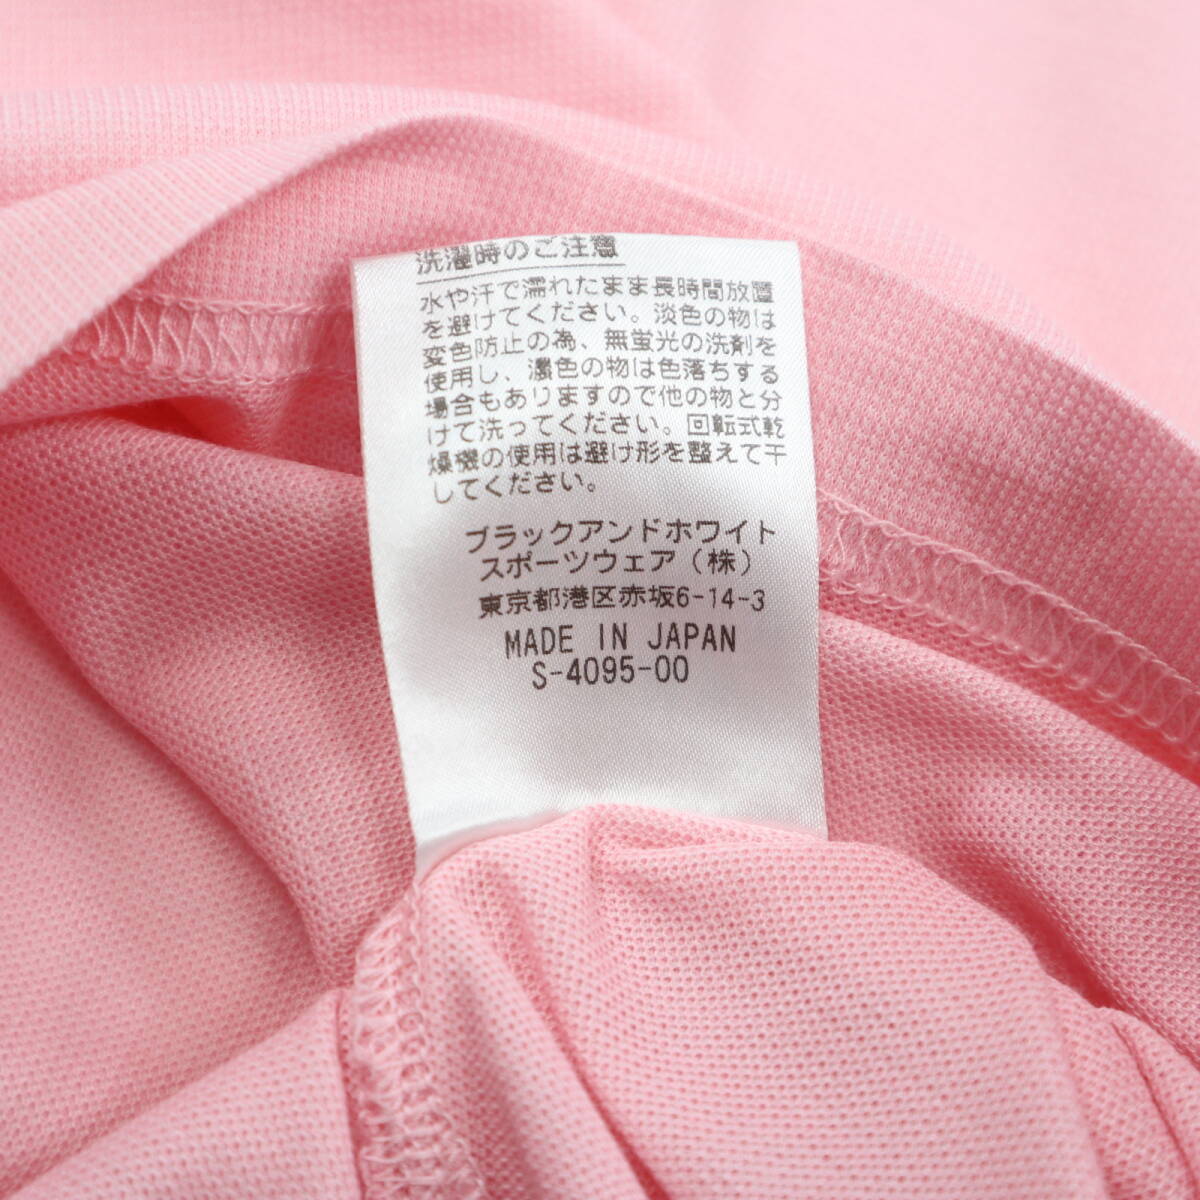 洗濯時のご注意
水や汗で濡れたまま長時間放置
を避けてください。淡色の物は
変色防止の為、無蛍光の洗剤を
使用し、濃色の物は色落ちする
場合もありますので他の物と分
けて洗ってください。回転式乾
燥機の使用は避け形を整えて干
してください。
ブラックアンドホワイト
スポーツウェア（株）
東京都港区赤坂6-14-3
MADE IN JAPAN
S-4095-00